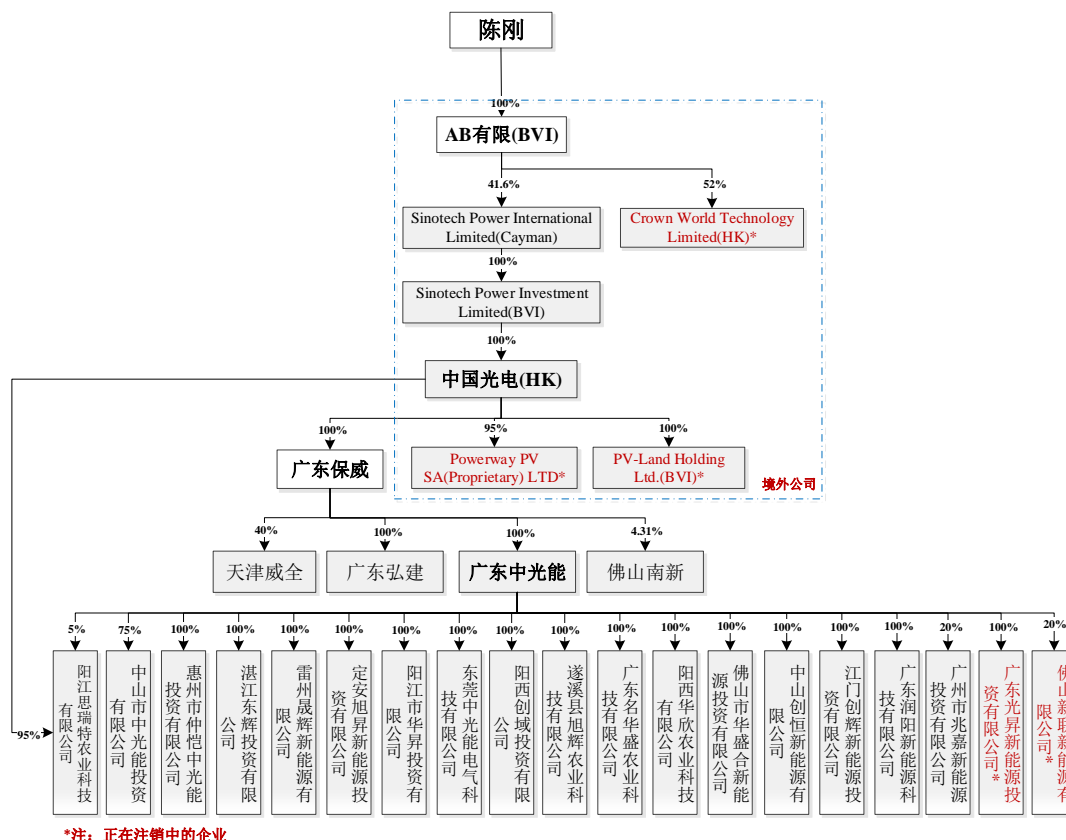 陈刚
100%
AB有限(BVI)
41.6%
52%
Sinotech Power International
Limited(Cayman)
Crown World Technology
Limited(HK)*
100%
Sinotech Power Investment
Limited(BVI)
100%
中国光电(HK)
100%
95%
100%
广东保威
Powerway PV
SA(Proprietary) LTD*
PV-Land Holding
Ltd.(BVI)*
境外公司
40%
100%
100%
4.31%
天津威全
广东弘建
广东中光能
佛山南新
5%
75%
100%
100%
100%
100%
100%
100%
100%
100%
100%
100%
100%
100%
100%
100%
20%
100%
20%
95%
阳江思瑞特农业科技
有限公司
中山市中光能投资
有限公司
惠州市仲恺中光能
投资有限公司
湛江东辉投资有限
公司
雷州晟辉新能源有
限公司
定安旭昇新能源投
资有限公司
阳江市华昇投资有
限公司
东莞中光能电气科
技有限公司
阳西创域投资有限
公司
遂溪县旭辉农业科
技有限公司
广东名华盛农业科
技有限公司
阳西华欣农业科技
有限公司
佛山市华盛合新能
源投资有限公司
中山创恒新能源有
限公司
江门创辉新能源投
资有限公司
广东润阳新能源科
技有限公司
广州市兆嘉新能源
投资有限公司
广东光昇新能源投
资有限公司*
佛山新联新能源有
限公司*
*注：正在注销中的企业